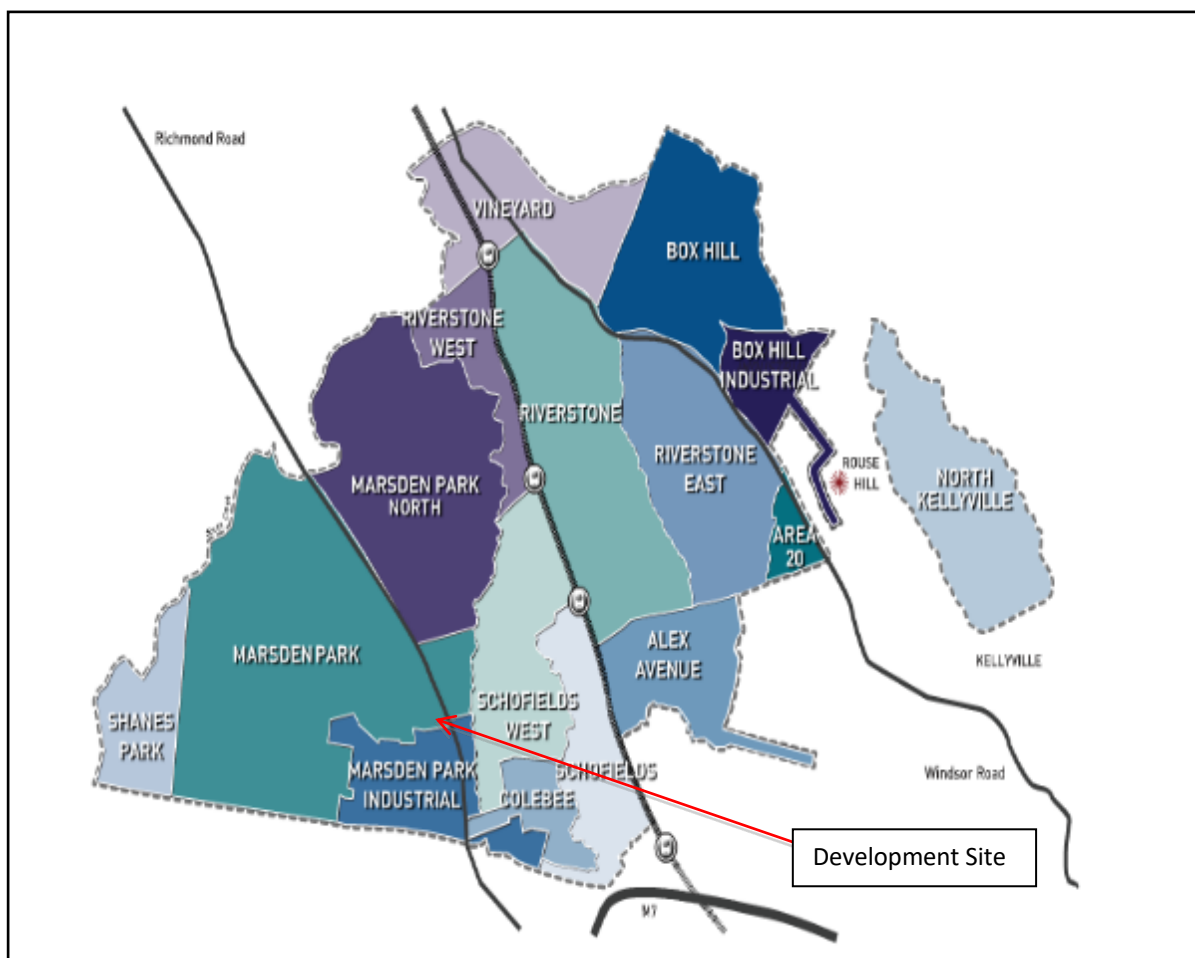 Richmond Road
VINEYARD
BOX HILL
RIVERSTONE
WEST
BOX HILL
INDUSTRIAL
RIVERSTONE
MARSDEN PARK
NORTH
RIVERSTONE
EAST
ROUSE
HILL
NORTH
KELLYVILLE
AREA
20
MARSDEN PARK
ALEX
AVENUE
KELLYVILLE
SHANES
PARK
SCHOFIELDS
WEST
MARSDEN PARK
INDUSTRIAL
SCHOFIELDS
COLEBEE
Windsor Road
Development Site
M7